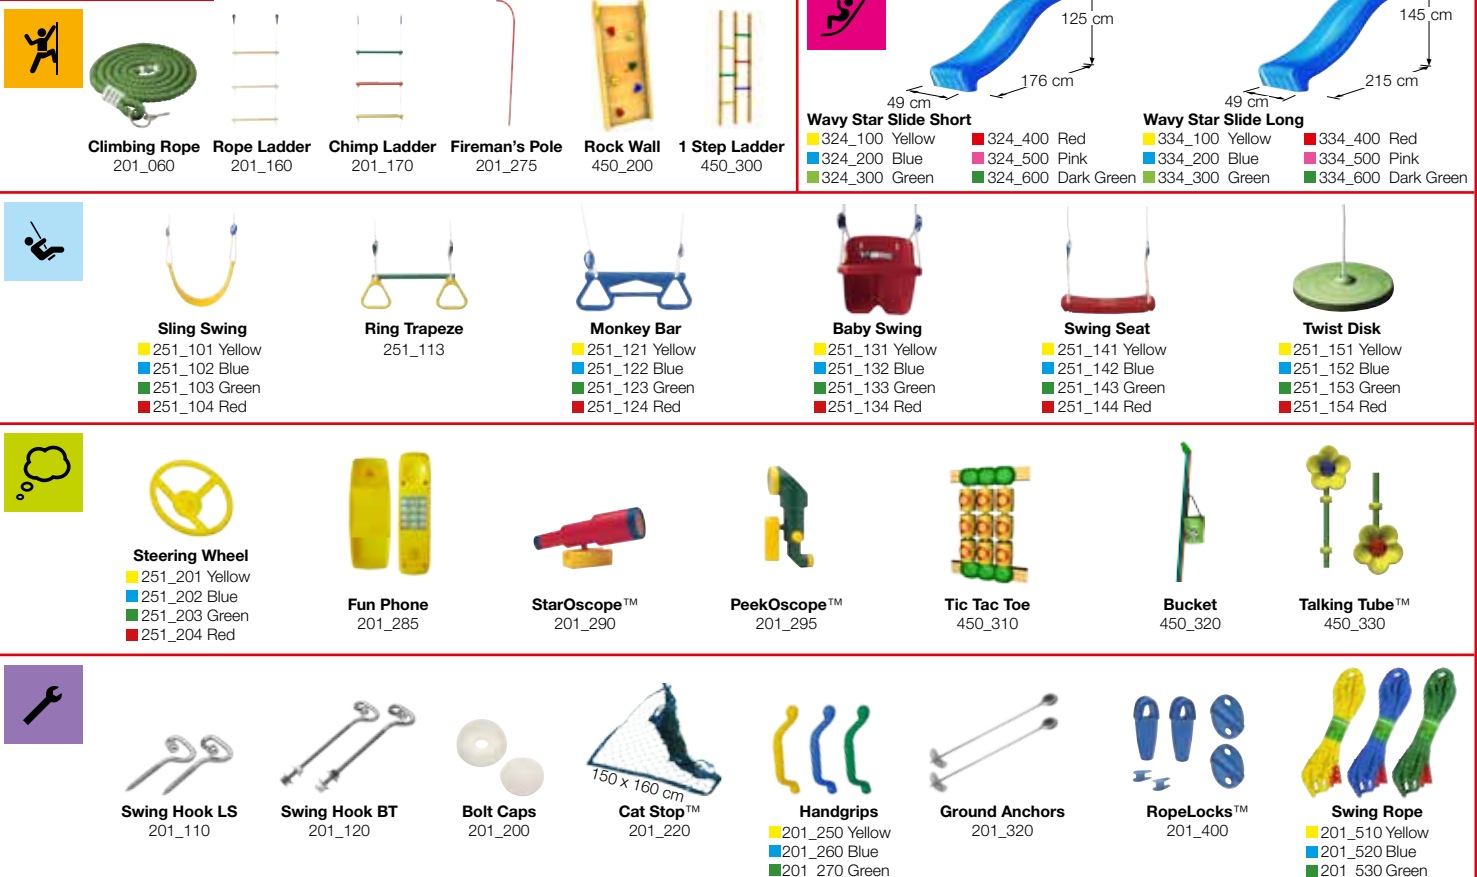 Climbing Rope
201_060
Rope Ladder
201_160
Chimp Ladder
201_170
Fireman's Pole
201_275
Rock Wall
450_200
1 Step Ladder
450_300
125 cm
176 cm
49 cm
Wavy Star Slide Short
324_100 Yellow
324_200 Blue
324_300 Green
324_400 Red
324_500 Pink
324_600 Dark Green
145 cm
215 cm
49 cm
Wavy Star Slide Long
334_100 Yellow
334_200 Blue
334_300 Green
334_400 Red
334_500 Pink
334_600 Dark Green
Sling Swing
251_101 Yellow
251_102 Blue
251_103 Green
251_104 Red
Ring Trapeze
251_113
Monkey Bar
251_121 Yellow
251_122 Blue
251_123 Green
251_124 Red
Baby Swing
251_131 Yellow
251_132 Blue
251_133 Green
251_134 Red
Swing Seat
251_141 Yellow
251_142 Blue
251_143 Green
251_144 Red
Twist Disk
251_151 Yellow
251_152 Blue
251_153 Green
251_154 Red
Steering Wheel
251_201 Yellow
251_202 Blue
251_203 Green
251_204 Red
Fun Phone
201_285
StarOscope™
201_290
PeekOscope™
201_295
Tic Tac Toe
450_310
Bucket
450_320
Talking Tube™
450_330
Swing Hook LS
201_110
Swing Hook BT
201_120
Bolt Caps
201_200
150 x 160 cm
Cat Stop™
201_220
Handgrips
201_250 Yellow
201_260 Blue
201_270 Green
Ground Anchors
201_320
RopeLocks™
201_400
Swing Rope
201_510 Yellow
201_520 Blue
201_530 Green